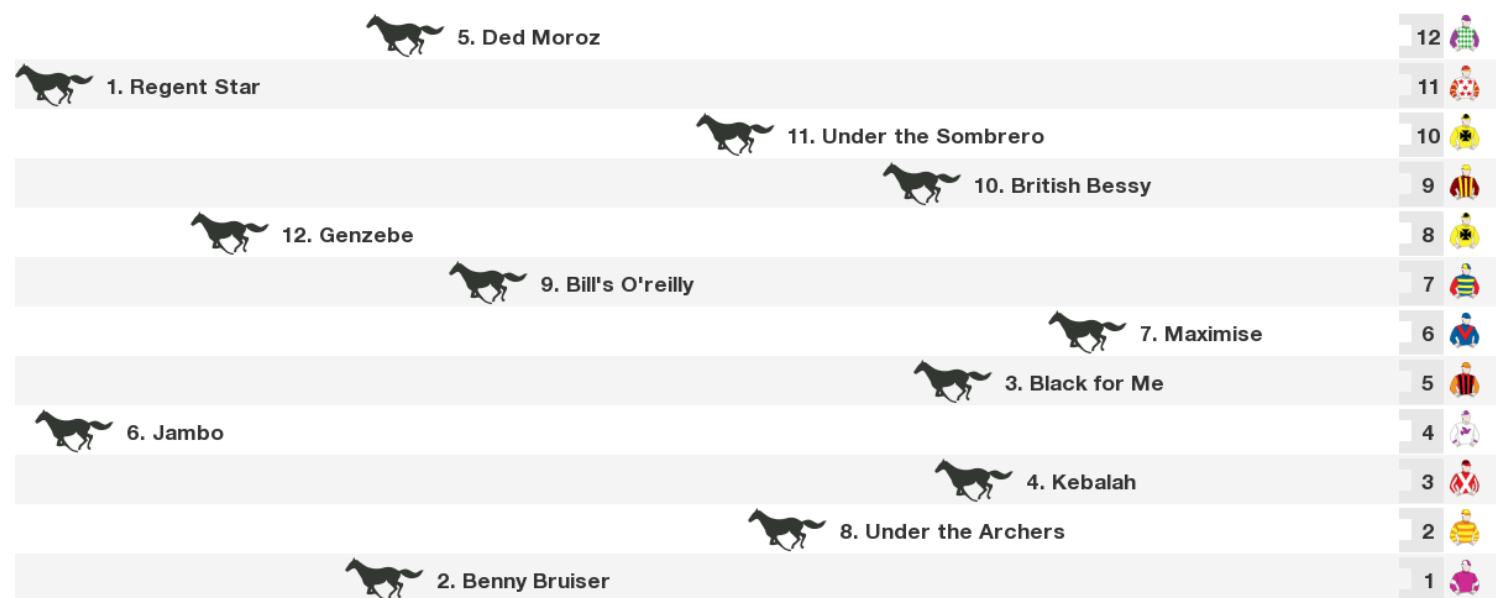 5. Ded Moroz 12
1. Regent Star 11
11. Under the Sombrero 10
10. British Bessy 9
12. Genzebe 8
9. Bill's O'reilly 7
7. Maximise 6
3. Black for Me 5
6. Jambo 4
4. Kebalah 3
8. Under the Archers 2
2. Benny Bruiser 1